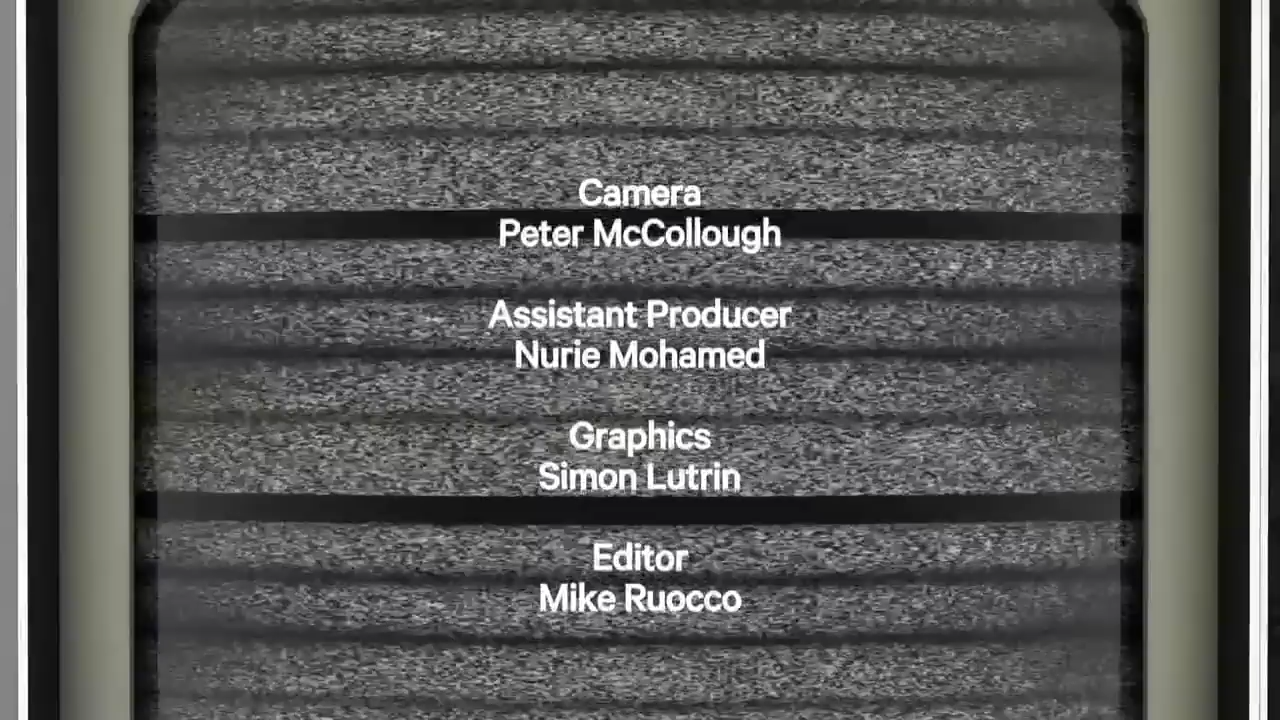 Camera
Peter McCollough
Assistant Producer
Nurie Mohamed
Graphics
Simon Lutrin
Editor
Mike Ruocco